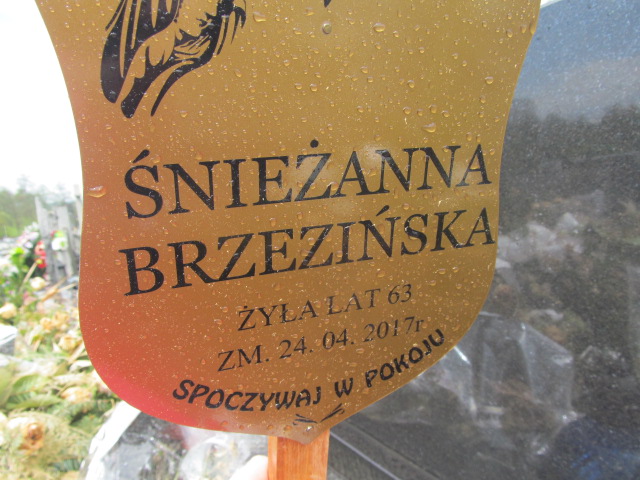 ŚNIEŻANNA
BRZEZIŃSKA
ŻYŁA LAT 63
ZM. 24. 04. 2017r
SPOCZYWAJ W POKOJU